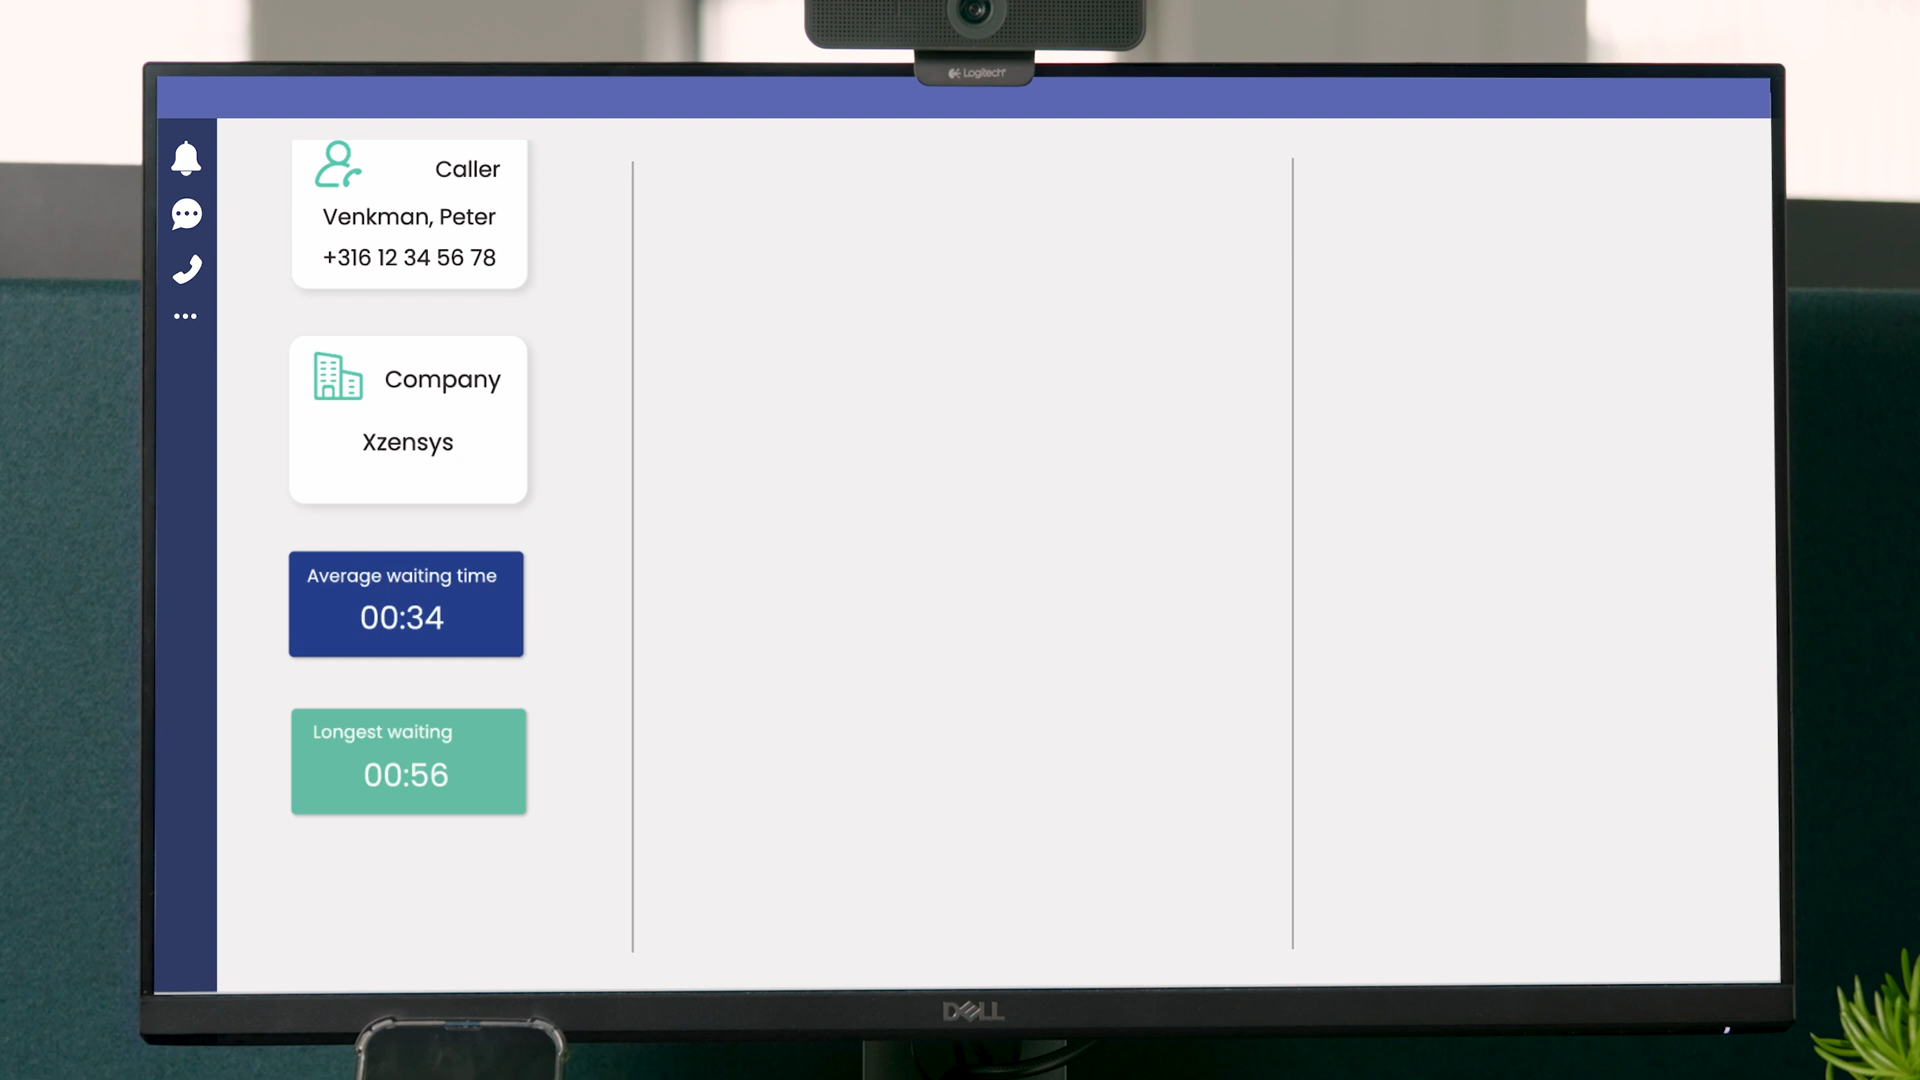 Logitech
Caller
Venkman, Peter
+316 12 34 56 78
Company
Xzensys
Average waiting time
00:34
Longest waiting
00:56
DELL